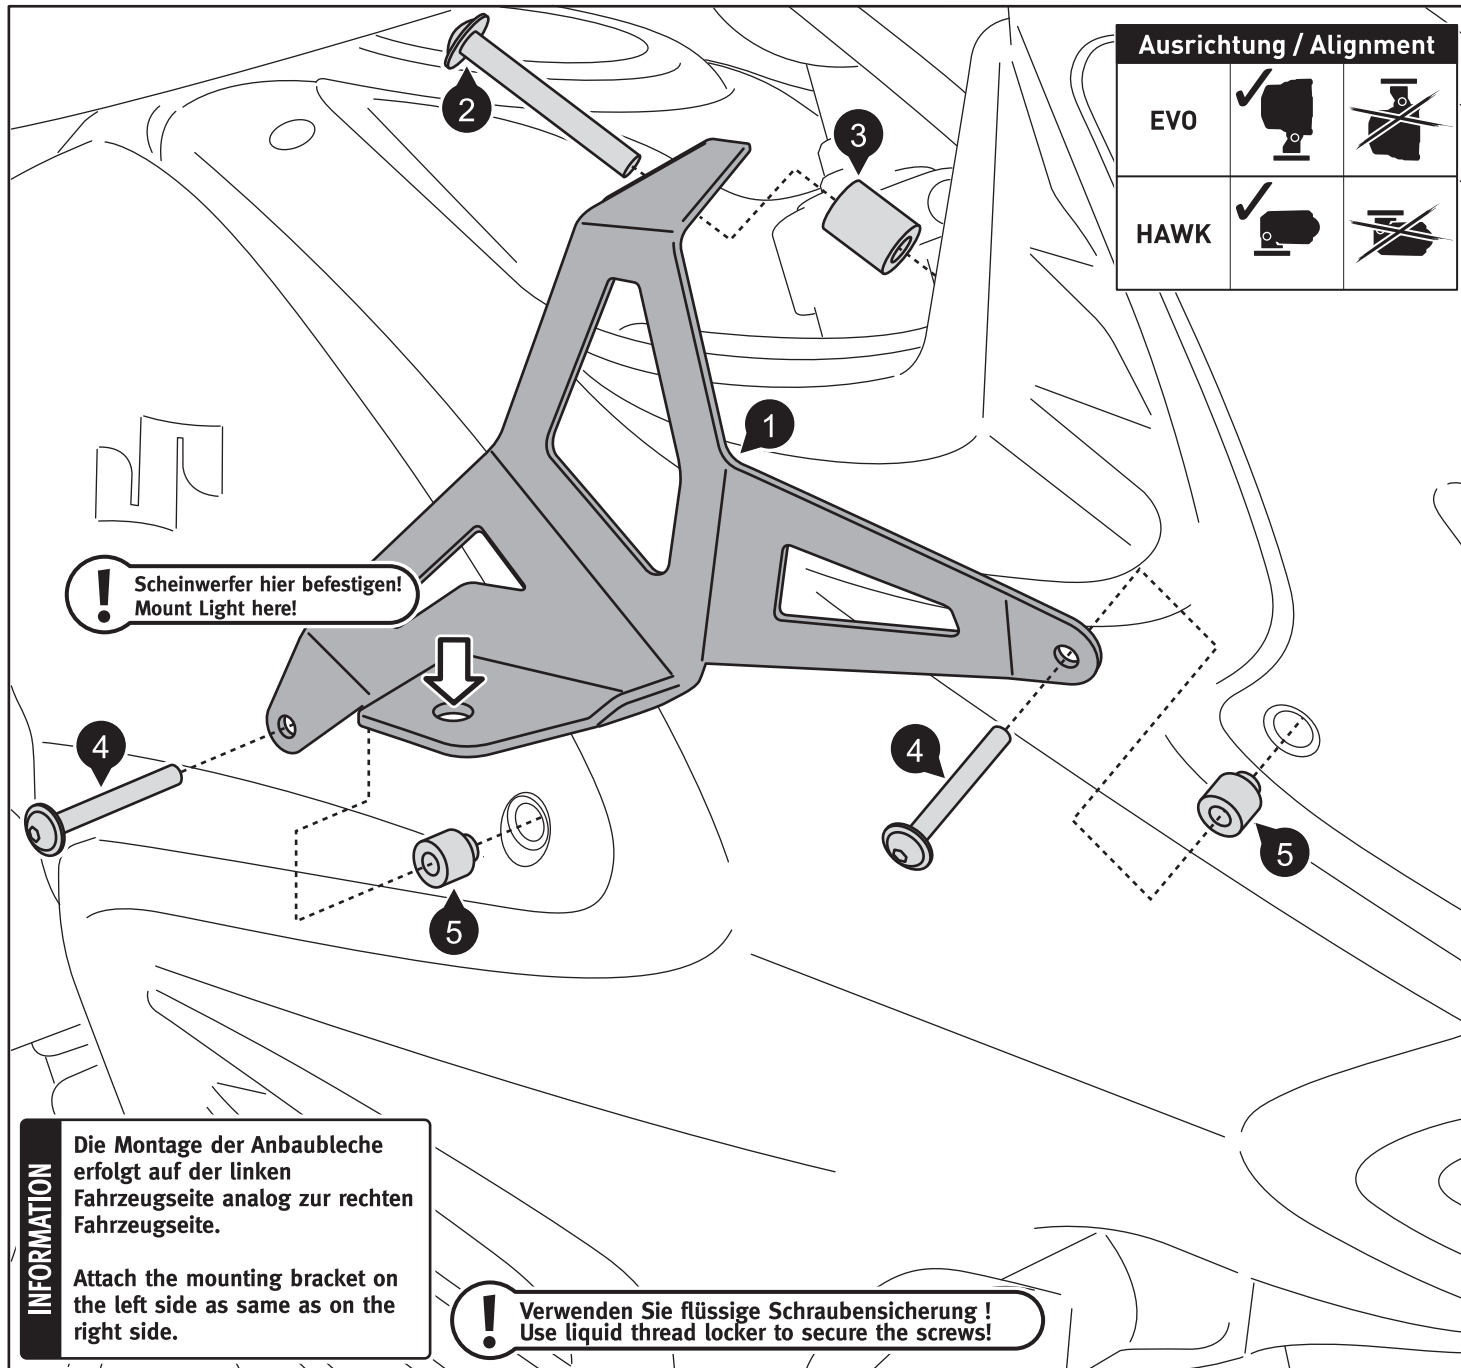 Ausrichtung / Alignment
EVO
HAWK
2
3
1
Scheinwerfer hier befestigen!
Mount Light here!
4
4
5
5
INFORMATION
Die Montage der Anbaubleche
erfolgt auf der linken
Fahrzeugseite analog zur rechten
Fahrzeugseite.
Attach the mounting bracket on
the left side as same as on the
right side.
Verwenden Sie flüssige Schraubensicherung !
Use liquid thread locker to secure the screws!